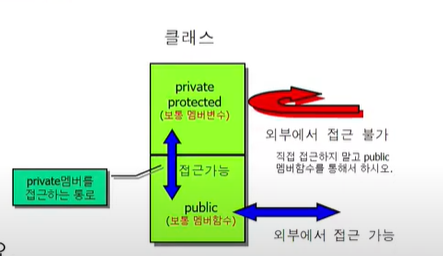 클래스
private
protected
(보통 멤버변수)
외부에서 접근 불가
직접 접근하지 말고 public
멤버함수를 통해서 하시오.
접근가능
private멤버를
접근하는 통로
public
(보통 멤버함수)
외부에서 접근 가능